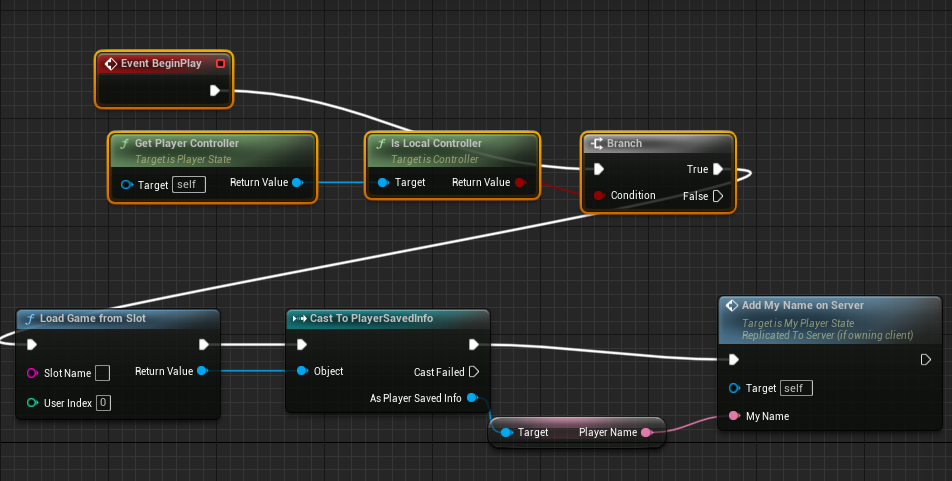 Event BeginPlay
f Get Player Controller
Target is Player State
Target self Return Value
f Is Local Controller
Target is Controller
Target Return Value
Branch
True
Condition False
f Load Game from Slot
Slot Name Return Value
User Index 0
Cast To PlayerSavedInfo
Object Cast Failed
As Player Saved Info
Target Player Name
Add My Name on Server
Target is My Player State
Replicated To Server (if owning client)
Target self
My Name